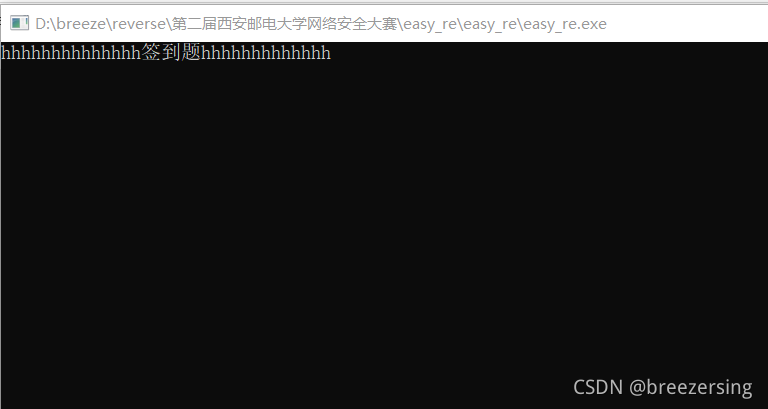 D:\breeze\reverse\第二届西安邮电大学网络安全大赛\easy_re\easy_re\easy_re.exe
hhhhhhhhhhhhhh签到题hhhhhhhhhhhhh
CSDN @breezersing